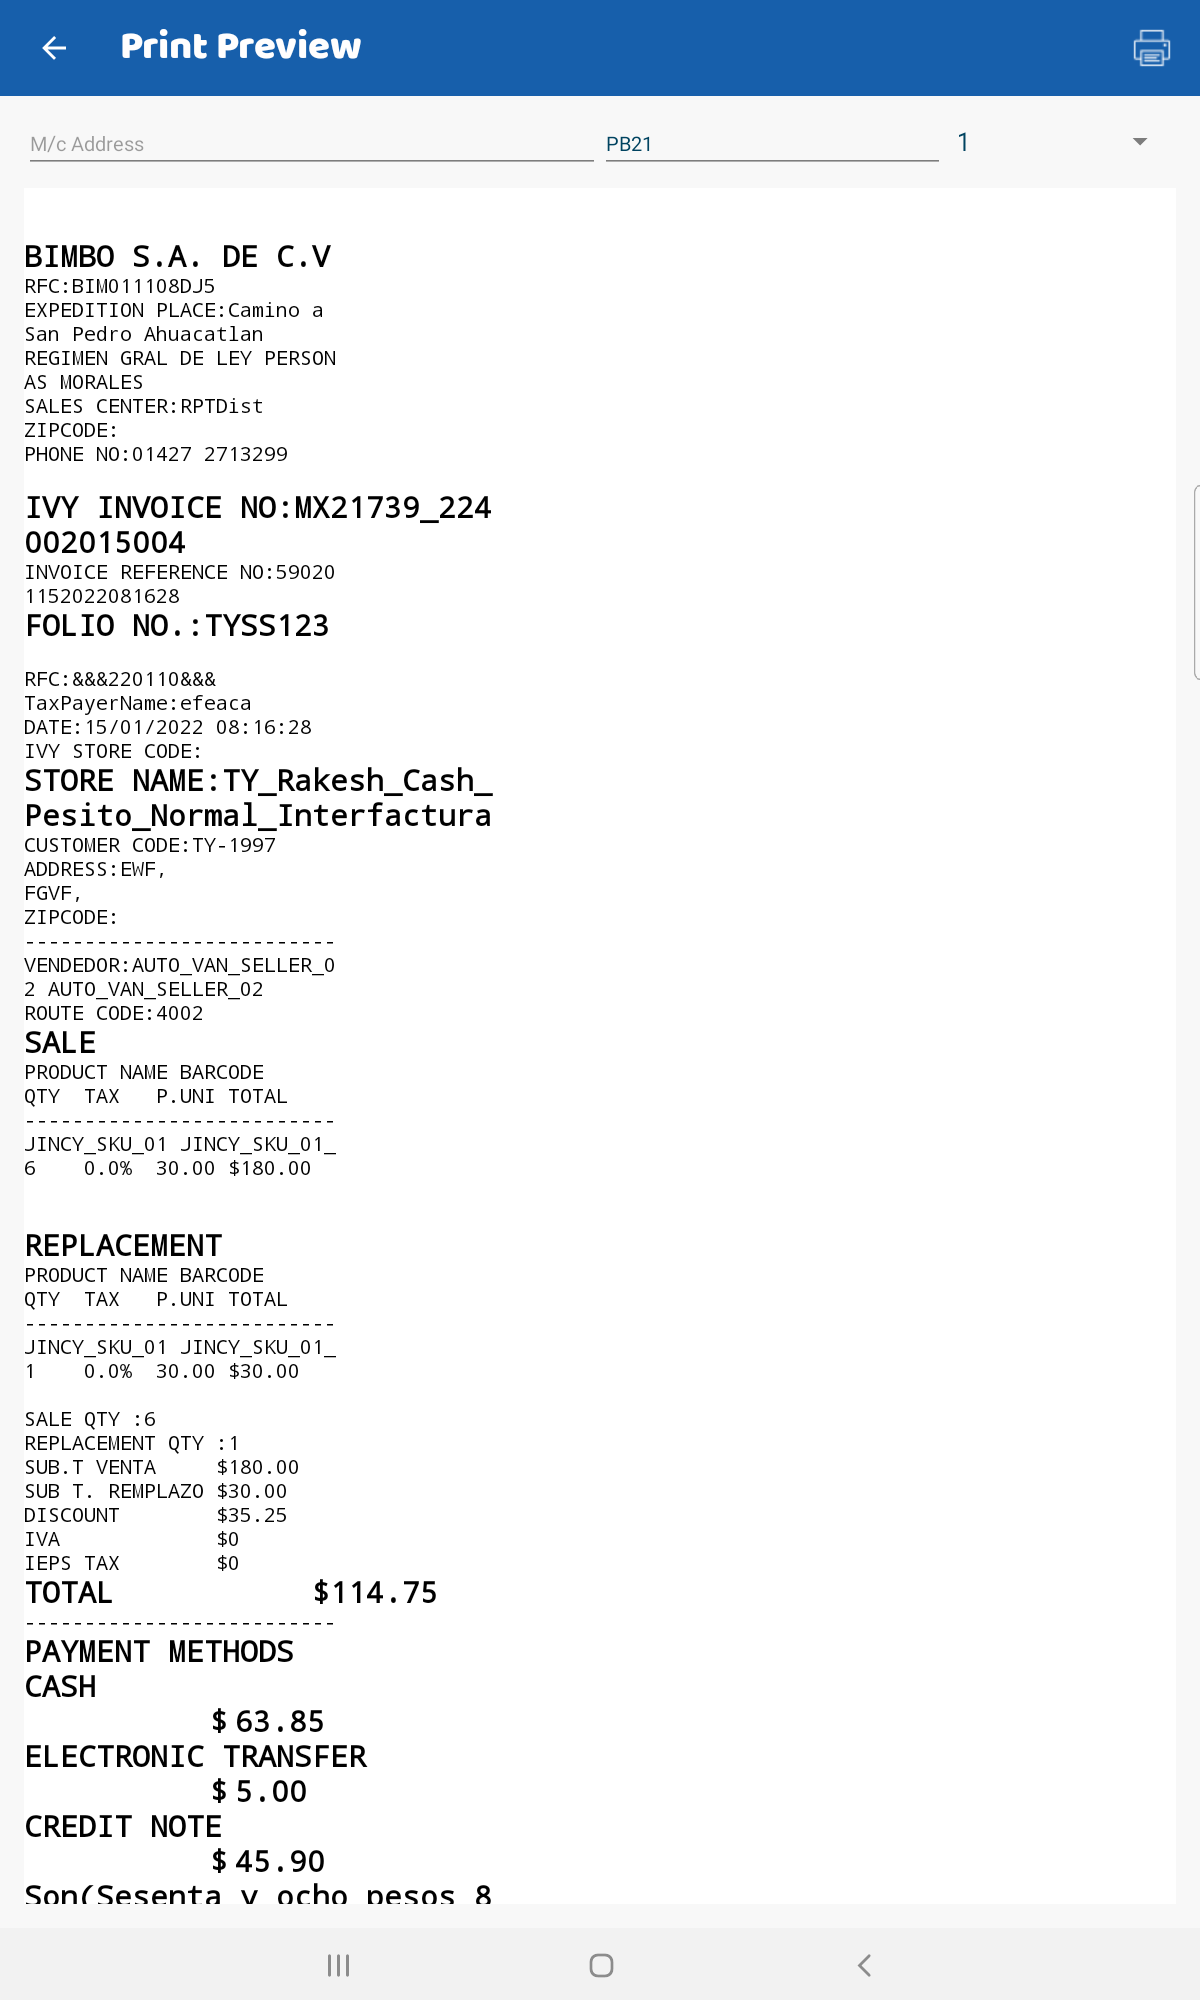 Print Preview
M/c Address
PB21
1
BIMBO S.A. DE C.V
RFC:BIM011108DJ5
EXPEDITION PLACE:Camino a
San Pedro Ahuacatlan
REGIMEN GRAL DE LEY PERSON
AS MORALES
SALES CENTER:RPTDist
ZIPCODE:
PHONE NO:01427 2713299
IVY INVOICE NO:MX21739_224
002015004
INVOICE REFERENCE NO:59020
1152022081628
FOLIO NO.:TYSS123
RFC:&&&220110&&&
TaxPayerName:efeaca
DATE:15/01/2022 08:16:28
IVY STORE CODE:
STORE NAME:TY_Rakesh_Cash_
Pesito_Normal_Interfactura
CUSTOMER CODE:TY-1997
ADDRESS:EWF,
FGVF,
ZIPCODE:
--------------------------
VENDEDOR:AUTO_VAN_SELLER_0
2 AUTO_VAN_SELLER_02
ROUTE CODE:4002
SALE
PRODUCT NAME BARCODE
QTY  TAX   P.UNI TOTAL
--------------------------
JINCY_SKU_01 JINCY_SKU_01_
6    0.0%  30.00 $180.00
REPLACEMENT
PRODUCT NAME BARCODE
QTY  TAX   P.UNI TOTAL
--------------------------
JINCY_SKU_01 JINCY_SKU_01_
1    0.0%  30.00 $30.00
SALE QTY :6
REPLACEMENT QTY :1
SUB.T VENTA     $180.00
SUB T. REMPLAZO $30.00
DISCOUNT        $35.25
IVA             $0
IEPS TAX        $0
TOTAL           $114.75
--------------------------
PAYMENT METHODS
CASH
$ 63.85
ELECTRONIC TRANSFER
$ 5.00
CREDIT NOTE
$ 45.90
Son(Sesenta y ocho pesos 8